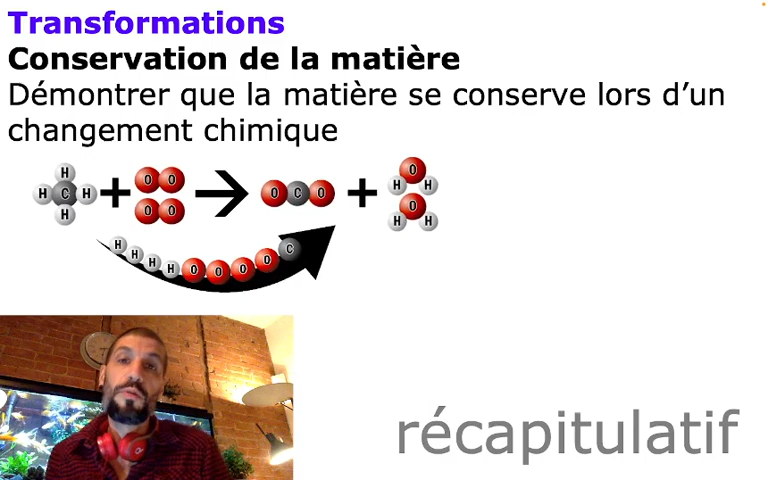 Transformations
Conservation de la matière
Démontrer que la matière se conserve lors d’un
changement chimique
H
H C H + O O → O C O + O
H H
H O O O
H H
H H H H O O O O C
récapitulatif